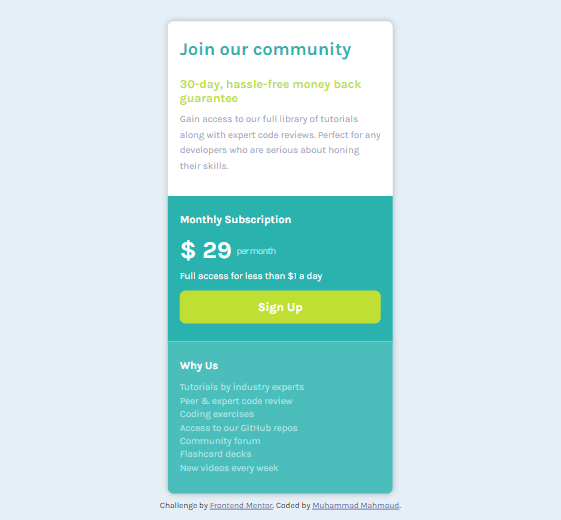 Join our community
30-day, hassle-free money back
guarantee
Gain access to our full library of tutorials
along with expert code reviews. Perfect for any
developers who are serious about honing
their skills.
Monthly Subscription
$ 29 per month
Full access for less than $1 a day
Sign Up
Why Us
Tutorials by industry experts
Peer & expert code review
Coding exercises
Access to our GitHub repos
Community forum
Flashcard decks
New videos every week
Challenge by Frontend Mentor. Coded by Muhammad Mahmoud.